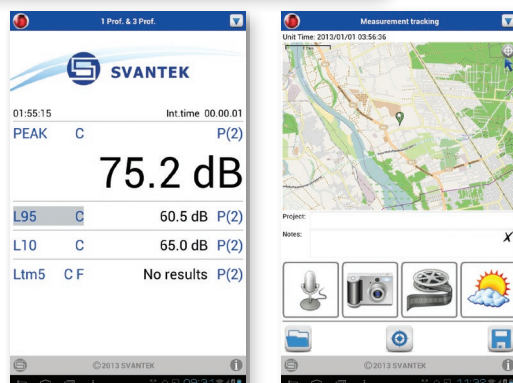 1 Prof. & 3 Prof.
SVANTEK
01:55:15 Int.time 00.00.01
PEAK C P(2)
75.2 dB
L95 C 60.5 dB P(2)
L10 C 65.0 dB P(2)
Ltm5 C F No results P(2)
©2013 SVANTEK
Measurement tracking
Unit Time: 2013/01/01 03:56:36
Project:
Notes:
X
©2013 SVANTEK